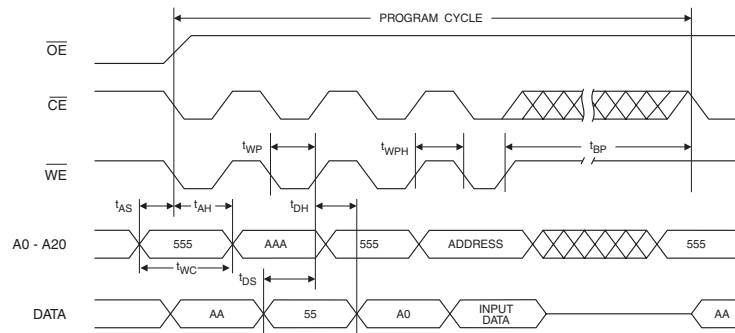 PROGRAM CYCLE
OE
CE
tWP
tWPH
tBP
WE
tAS
tAH
tDH
A0 - A20
555
AAA
555
ADDRESS
555
tWC
tDS
DATA
AA
55
A0
INPUT
DATA
AA